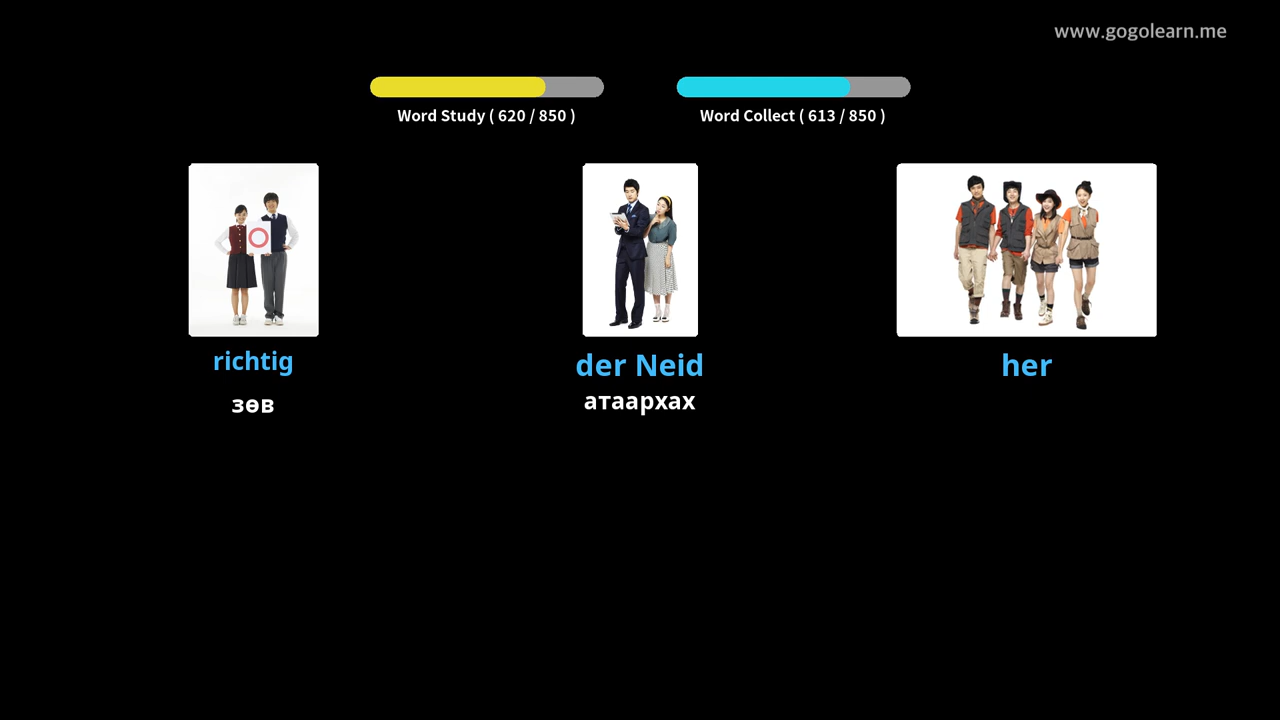 www.gogolearn.me
Word Study ( 620 / 850 )
Word Collect ( 613 / 850 )
richtig
зөв
der Neid
атаархах
her